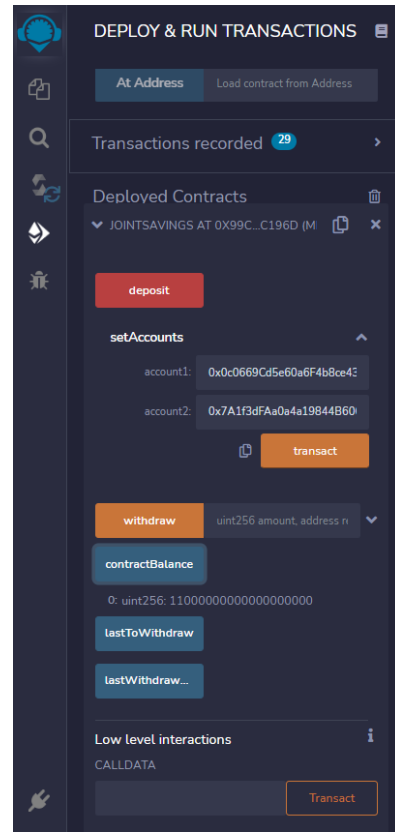 DEPLOY & RUN TRANSACTIONS
At Address Load contract from Address
Transactions recorded 29
Deployed Contracts
JOINTSAVINGS AT 0X99C...C196D (M
deposit
setAccounts
account1: 0x0c0669Cd5e60a6F4b8ce43
account2: 0x7A1f3dFAa0a4a19844B60
transact
withdraw uint256 amount, address r
contractBalance
0: uint256: 11000000000000000000
lastToWithdraw
lastWithdraw...
Low level interactions
CALLDATA
Transact